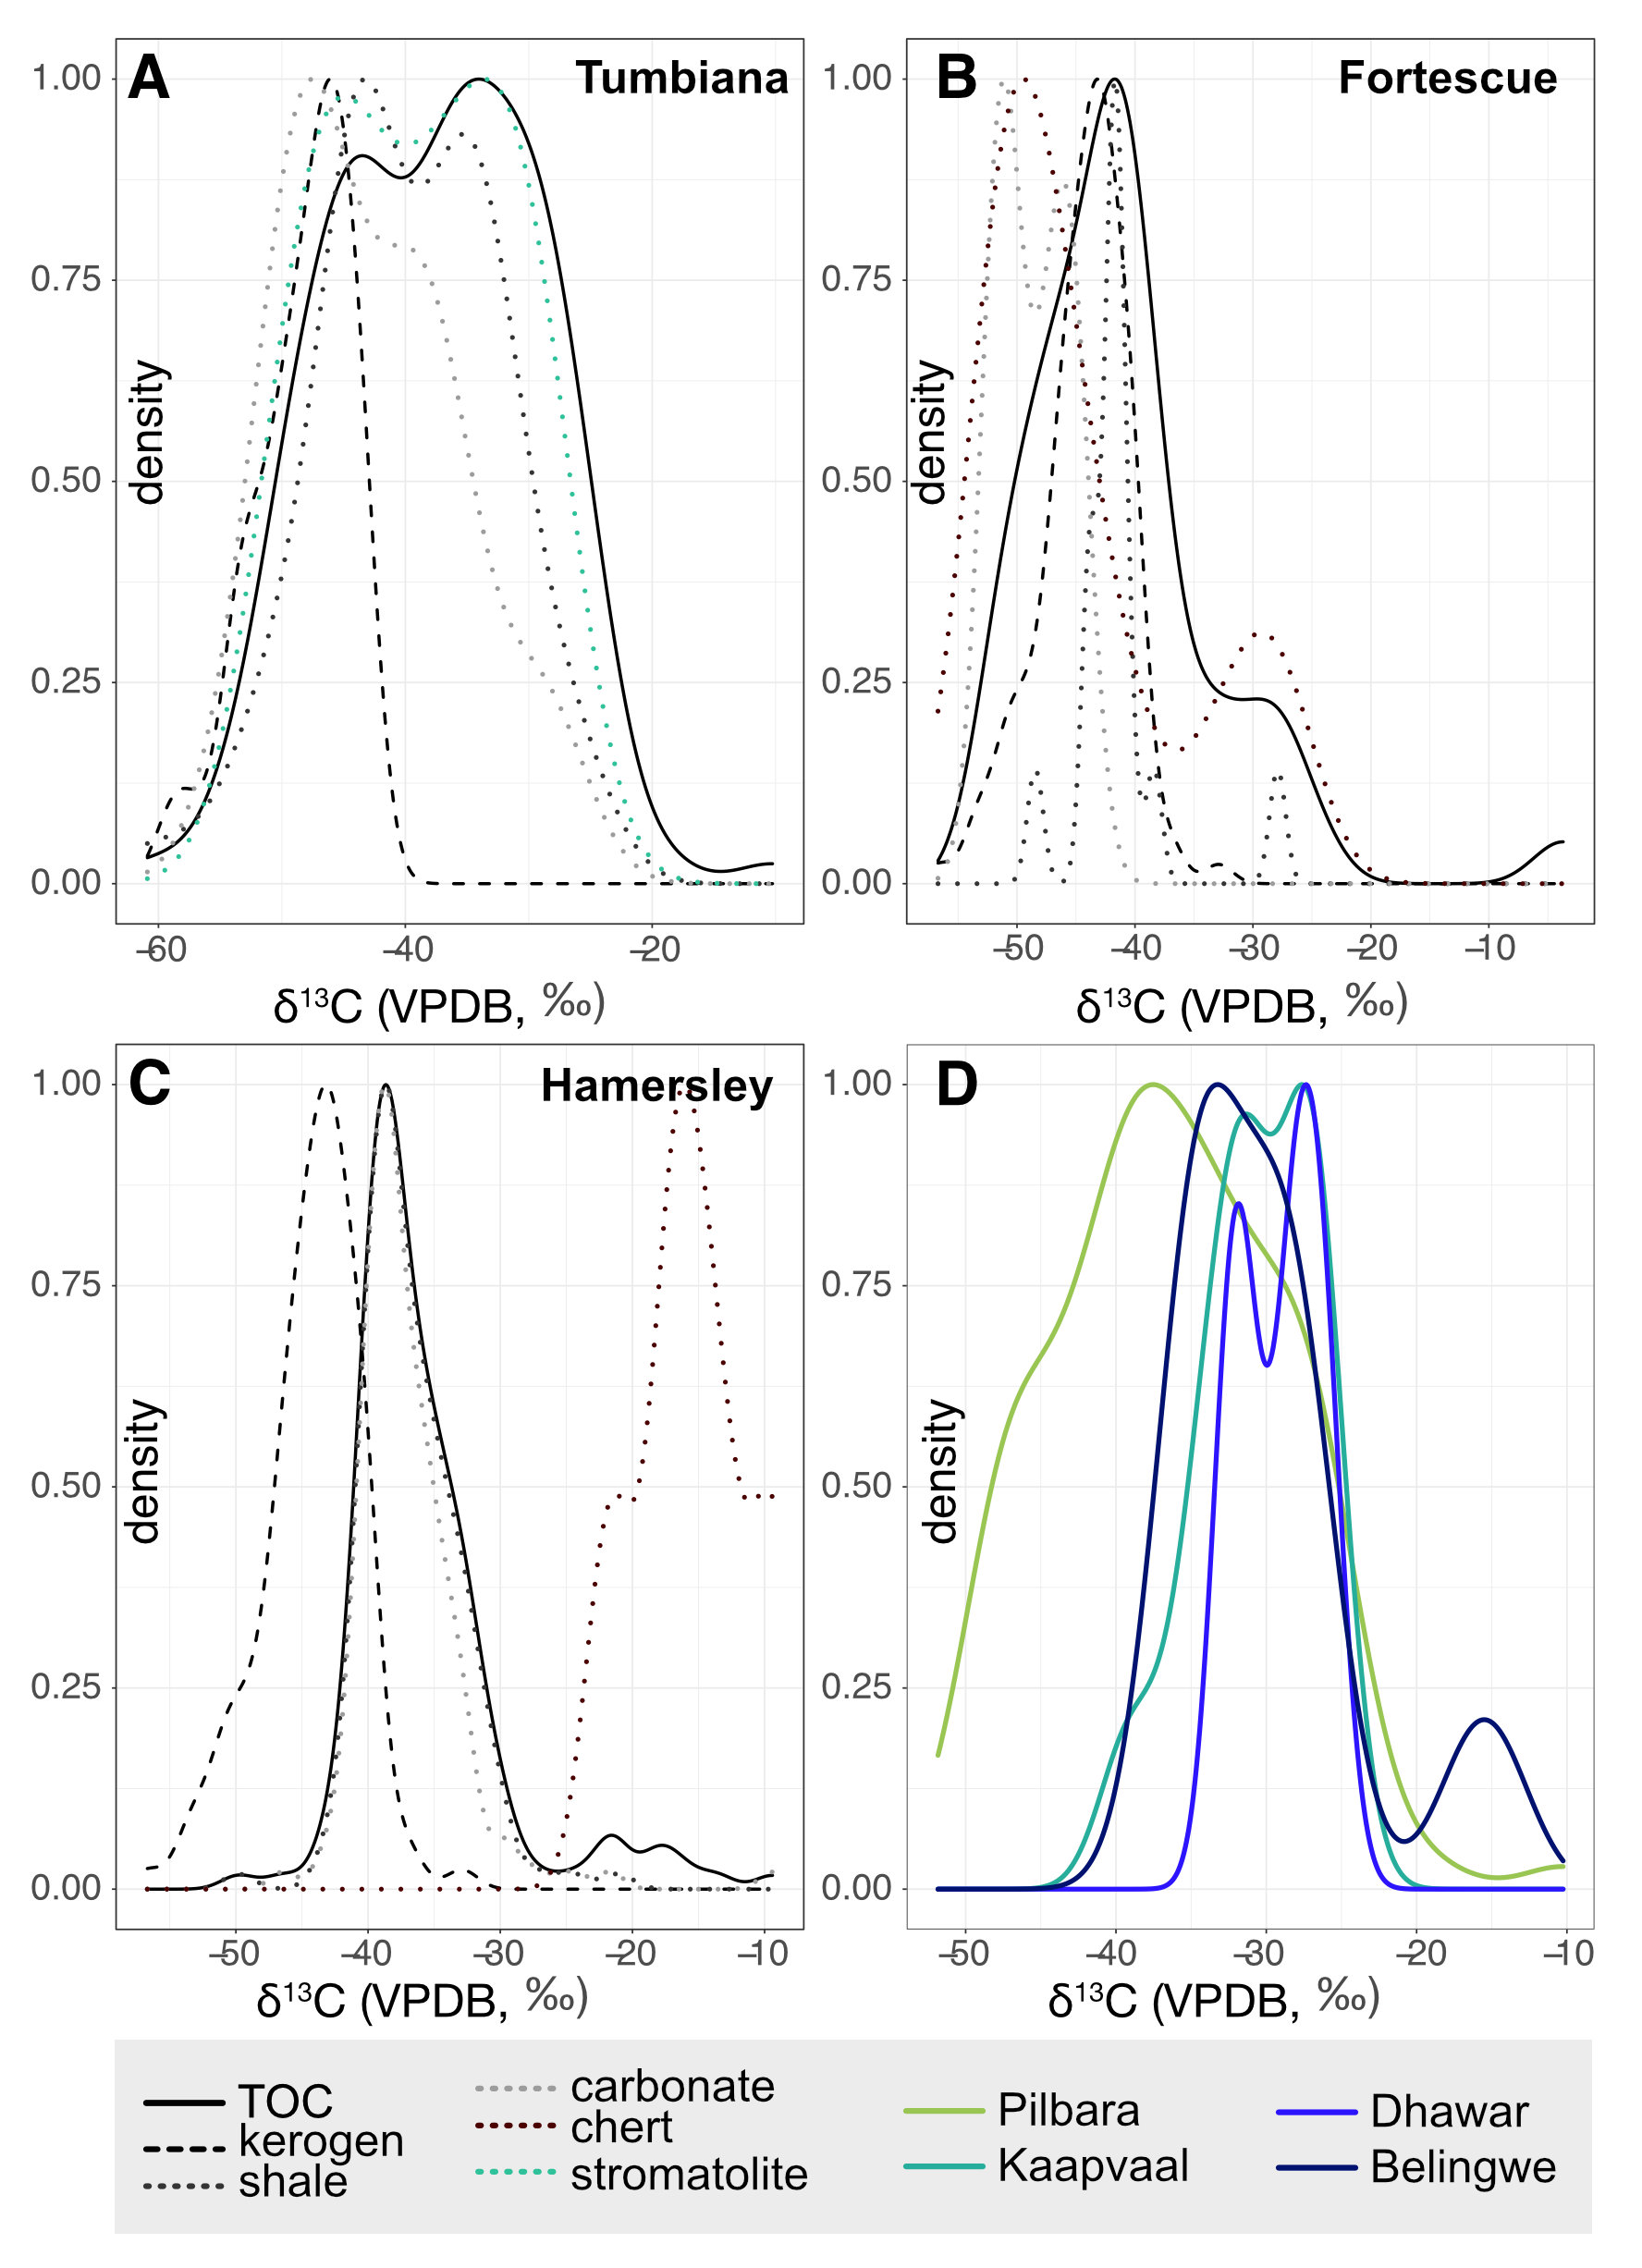 A Tumbiana
1.00
0.75
0.50
0.25
0.00
density
−60 −40 −20
δ¹³C (VPDB, ‰)
B Fortescue
1.00
0.75
0.50
0.25
0.00
density
−50 −40 −30 −20 −10
δ¹³C (VPDB, ‰)
C Hamersley
1.00
0.75
0.50
0.25
0.00
density
−50 −40 −30 −20 −10
δ¹³C (VPDB, ‰)
D
1.00
0.75
0.50
0.25
0.00
density
−50 −40 −30 −20 −10
δ¹³C (VPDB, ‰)
TOC
kerogen
shale
carbonate
chert
stromatolite
Pilbara
Kaapvaal
Dhawar
Belingwe